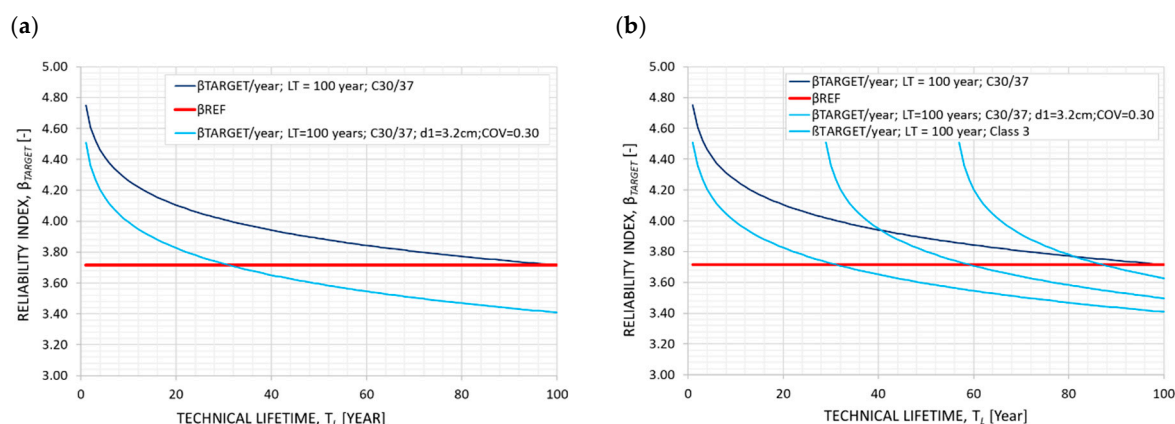 (a)
5.00
4.80
4.60
4.40
4.20
4.00
3.80
3.60
3.40
3.20
3.00
RELIABILITY INDEX, βTARGET [-]
βTARGET/year; LT = 100 year; C30/37
βREF
βTARGET/year; LT=100 years; C30/37; d1=3.2cm;COV=0.30
0 20 40 60 80 100
TECHNICAL LIFETIME, TL [YEAR]
(b)
5.00
4.80
4.60
4.40
4.20
4.00
3.80
3.60
3.40
3.20
3.00
RELIABILITY INDEX, βTARGET [-]
βTARGET/year; LT = 100 year; C30/37
βREF
βTARGET/year; LT=100 years; C30/37; d1=3.2cm;COV=0.30
ßTARGET/year; LT = 100 year; Class 3
0 20 40 60 80 100
TECHNICAL LIFETIME, TL [Year]